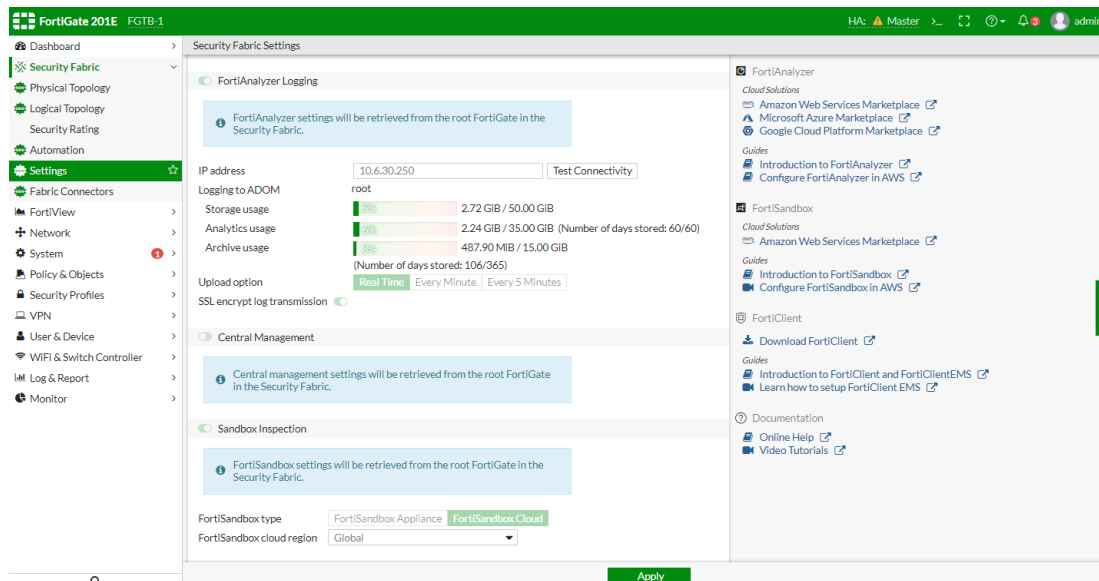 FortiGate 201E FGTB-1
HA: Master >_ 3 admin
Dashboard
Security Fabric
Physical Topology
Logical Topology
Security Rating
Automation
Settings
Fabric Connectors
FortiView
Network
System 1
Policy & Objects
Security Profiles
VPN
User & Device
WiFi & Switch Controller
Log & Report
Monitor
Security Fabric Settings
FortiAnalyzer Logging
FortiAnalyzer settings will be retrieved from the root FortiGate in the
Security Fabric.
IP address 10.6.30.250 Test Connectivity
Logging to ADOM root
Storage usage 2.72 GiB / 50.00 GiB
Analytics usage 2.24 GiB / 35.00 GiB (Number of days stored: 60/60)
Archive usage 3% 487.90 MiB / 15.00 GiB
(Number of days stored: 106/365)
Upload option Real Time Every Minute Every 5 Minutes
SSL encrypt log transmission
Central Management
Central management settings will be retrieved from the root FortiGate
in the Security Fabric.
Sandbox Inspection
FortiSandbox settings will be retrieved from the root FortiGate in the
Security Fabric.
FortiSandbox type FortiSandbox Appliance FortiSandbox Cloud
FortiSandbox cloud region Global
Apply
FortiAnalyzer
Cloud Solutions
aws Amazon Web Services Marketplace
Microsoft Azure Marketplace
Google Cloud Platform Marketplace
Guides
Introduction to FortiAnalyzer
Configure FortiAnalyzer in AWS
FortiSandbox
Cloud Solutions
aws Amazon Web Services Marketplace
Guides
Introduction to FortiSandbox
Configure FortiSandbox in AWS
FortiClient
Download FortiClient
Guides
Introduction to FortiClient and FortiClientEMS
Learn how to setup FortiClient EMS
Documentation
Online Help
Video Tutorials